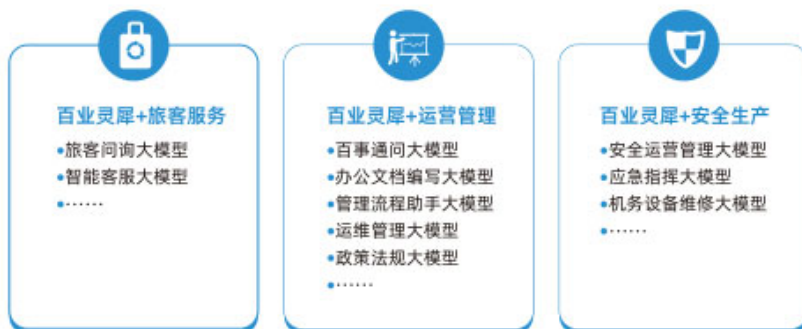 百业灵犀+旅客服务
•旅客问询大模型
•智能客服大模型
•……
百业灵犀+运营管理
•百事通问大模型
•办公文档编写大模型
•管理流程助手大模型
•运维管理大模型
•政策法规大模型
•……
百业灵犀+安全生产
•安全运营管理大模型
•应急指挥大模型
•机务设备维修大模型
•……